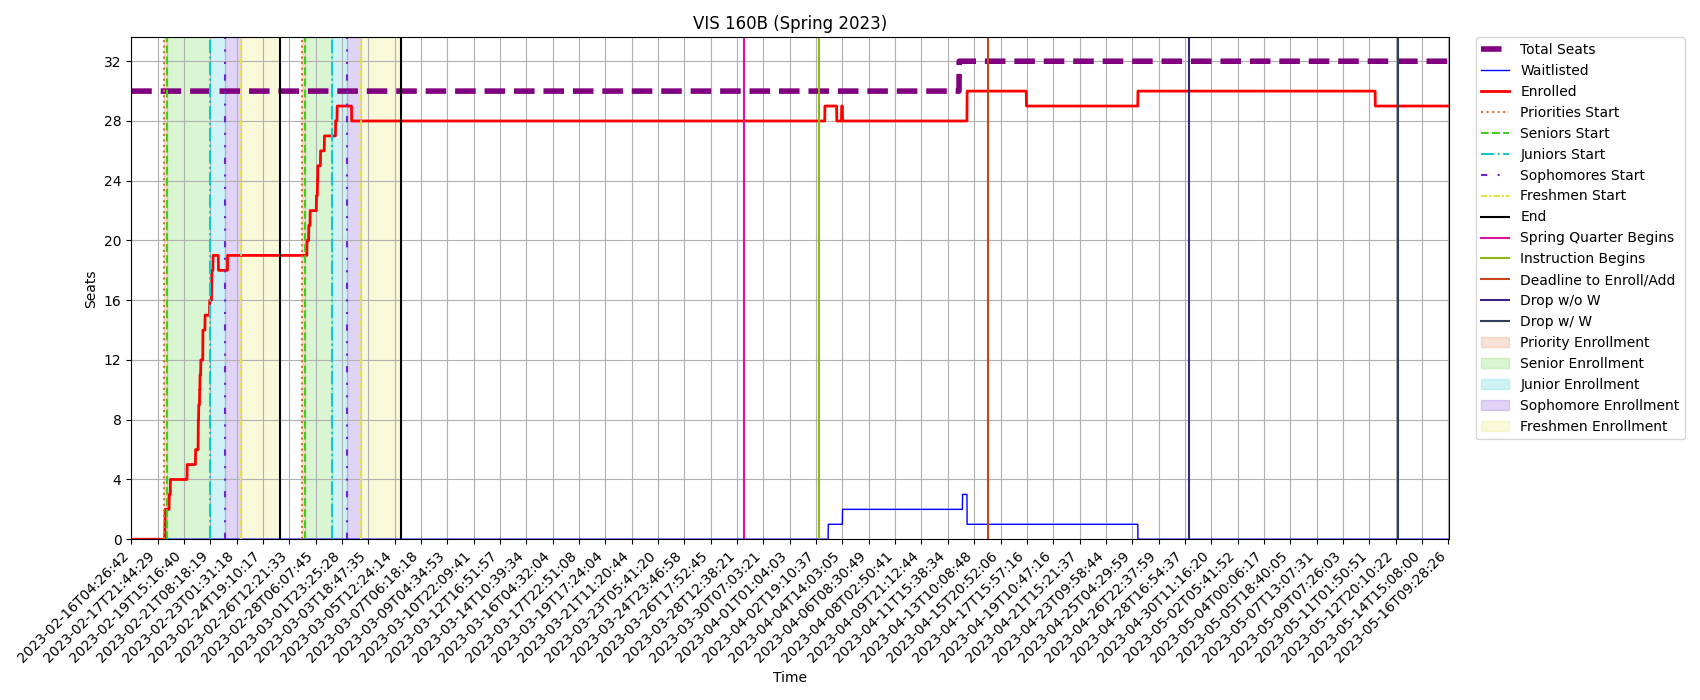 VIS 160B (Spring 2023)
Seats
32
28
24
20
16
12
8
4
0
2023-02-16T04:26:42
2023-02-17T21:44:29
2023-02-19T15:16:40
2023-02-21T08:18:19
2023-02-23T01:31:18
2023-02-24T19:10:17
2023-02-26T12:21:33
2023-02-28T06:07:45
2023-03-01T23:25:28
2023-03-03T18:47:35
2023-03-05T12:24:14
2023-03-07T06:18:18
2023-03-09T04:34:53
2023-03-10T22:09:41
2023-03-12T16:51:57
2023-03-14T10:39:34
2023-03-16T04:32:04
2023-03-17T22:51:08
2023-03-19T17:24:04
2023-03-21T11:20:44
2023-03-23T05:41:20
2023-03-24T23:46:58
2023-03-26T17:52:45
2023-03-28T12:38:21
2023-03-30T07:03:21
2023-04-01T01:04:03
2023-04-02T19:10:37
2023-04-04T14:03:05
2023-04-06T08:30:49
2023-04-08T02:50:41
2023-04-09T21:12:44
2023-04-11T15:38:34
2023-04-13T10:08:48
2023-04-15T20:52:06
2023-04-17T15:57:16
2023-04-19T10:47:16
2023-04-21T15:21:37
2023-04-23T09:58:44
2023-04-25T04:29:59
2023-04-26T22:37:59
2023-04-28T16:54:37
2023-04-30T11:16:20
2023-05-02T05:41:52
2023-05-04T00:06:17
2023-05-05T18:40:05
2023-05-07T13:07:31
2023-05-09T07:26:03
2023-05-11T01:50:51
2023-05-12T20:10:22
2023-05-14T15:08:00
2023-05-16T09:28:26
Time
Total Seats
Waitlisted
Enrolled
Priorities Start
Seniors Start
Juniors Start
Sophomores Start
Freshmen Start
End
Spring Quarter Begins
Instruction Begins
Deadline to Enroll/Add
Drop w/o W
Drop w/ W
Priority Enrollment
Senior Enrollment
Junior Enrollment
Sophomore Enrollment
Freshmen Enrollment